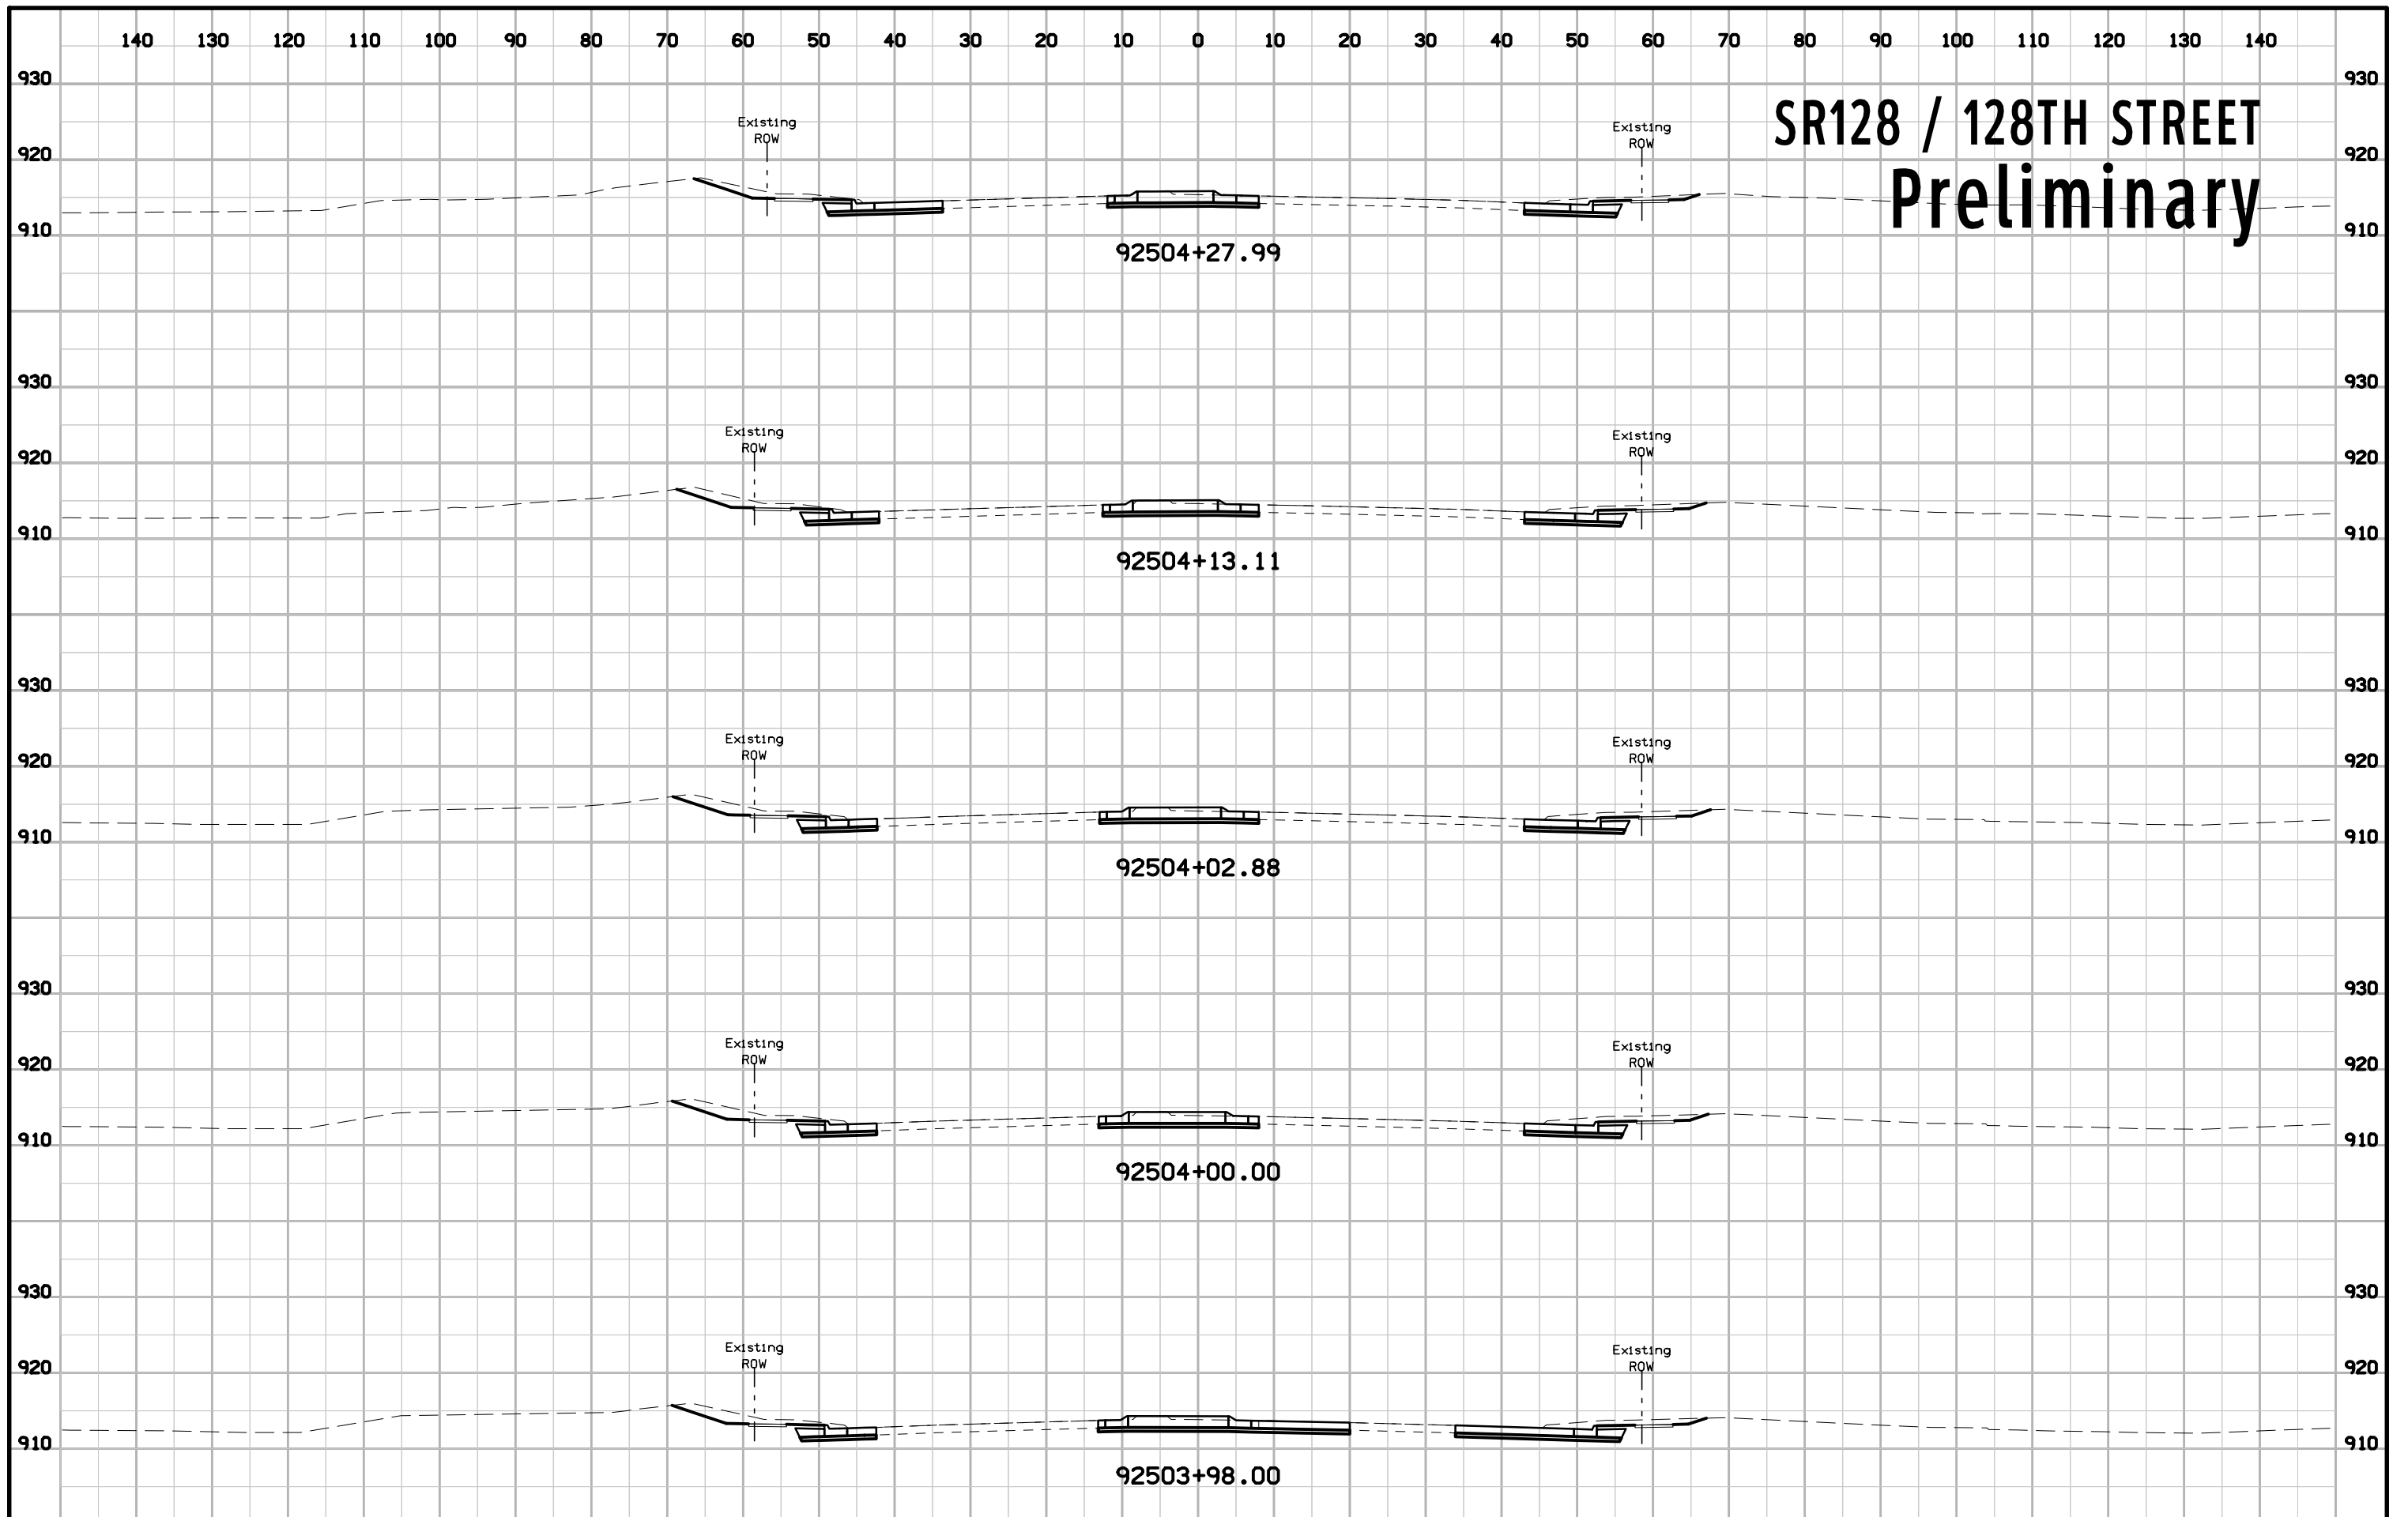 140 130 120 110 100 90 80 70 60 50 40 30 20 10 0 10 20 30 40 50 60 70 80 90 100 110 120 130 140
930 930
SR128 / 128TH STREET
Existing Existing
ROW ROW
920 920
Preliminary
910 910
92504+27.99
930 930
Existing Existing
ROW ROW
920 920
910 910
92504+13.11
930 930
Existing Existing
ROW ROW
920 920
910 910
92504+02.88
930 930
Existing Existing
ROW ROW
920 920
910 910
92504+00.00
930 930
Existing Existing
ROW ROW
920 920
910 910
92503+98.00